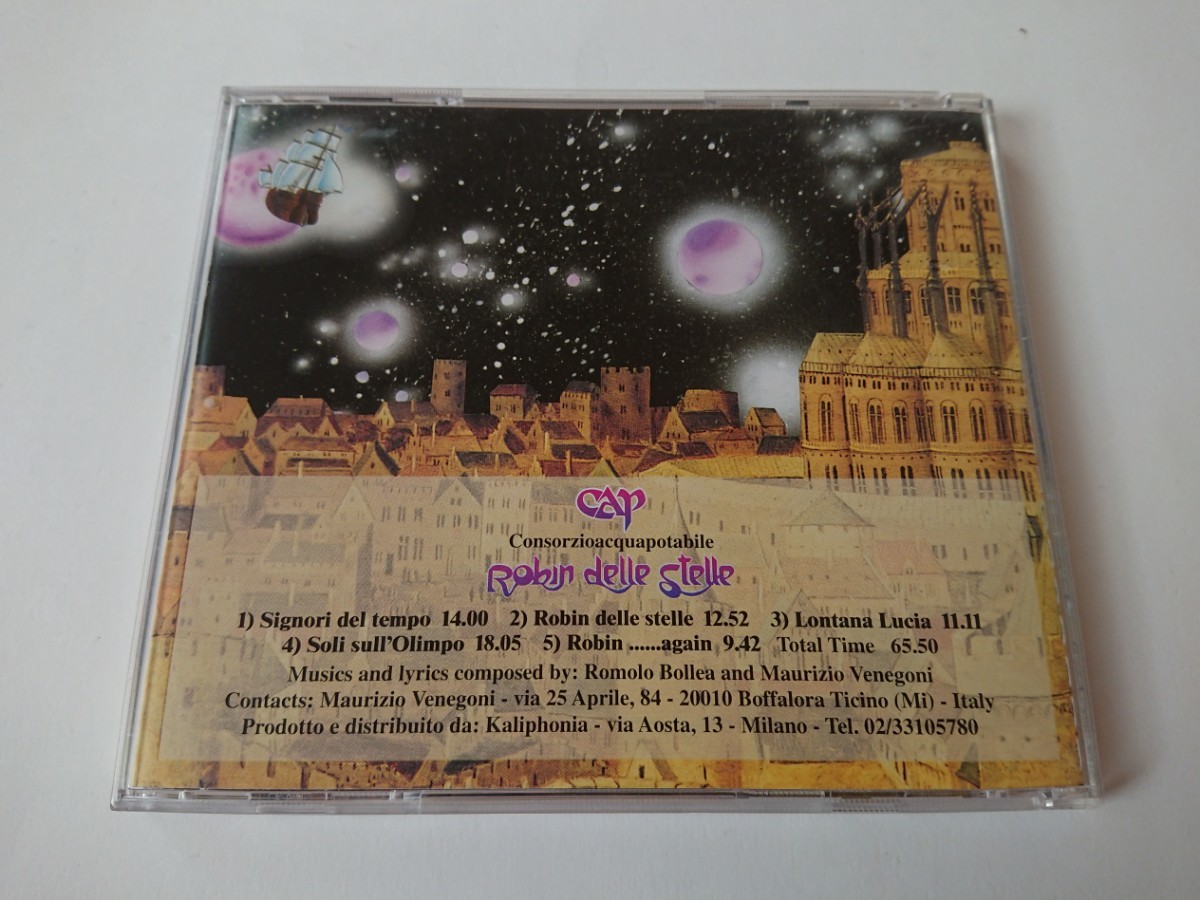 CAP
Consorzioacquapotabile
Robin delle Stelle
1) Signori del tempo 14.00 2) Robin delle stelle 12.52 3) Lontana Lucia 11.11
4) Soli sull'Olimpo 18.05 5) Robin ......again 9.42 Total Time 65.50
Musics and lyrics composed by: Romolo Bollea and Maurizio Venegoni
Contacts: Maurizio Venegoni - via 25 Aprile, 84 - 20010 Boffalora Ticino (Mi) - Italy
Prodotto e distribuito da: Kaliphonia - via Aosta, 13 - Milano - Tel. 02/33105780